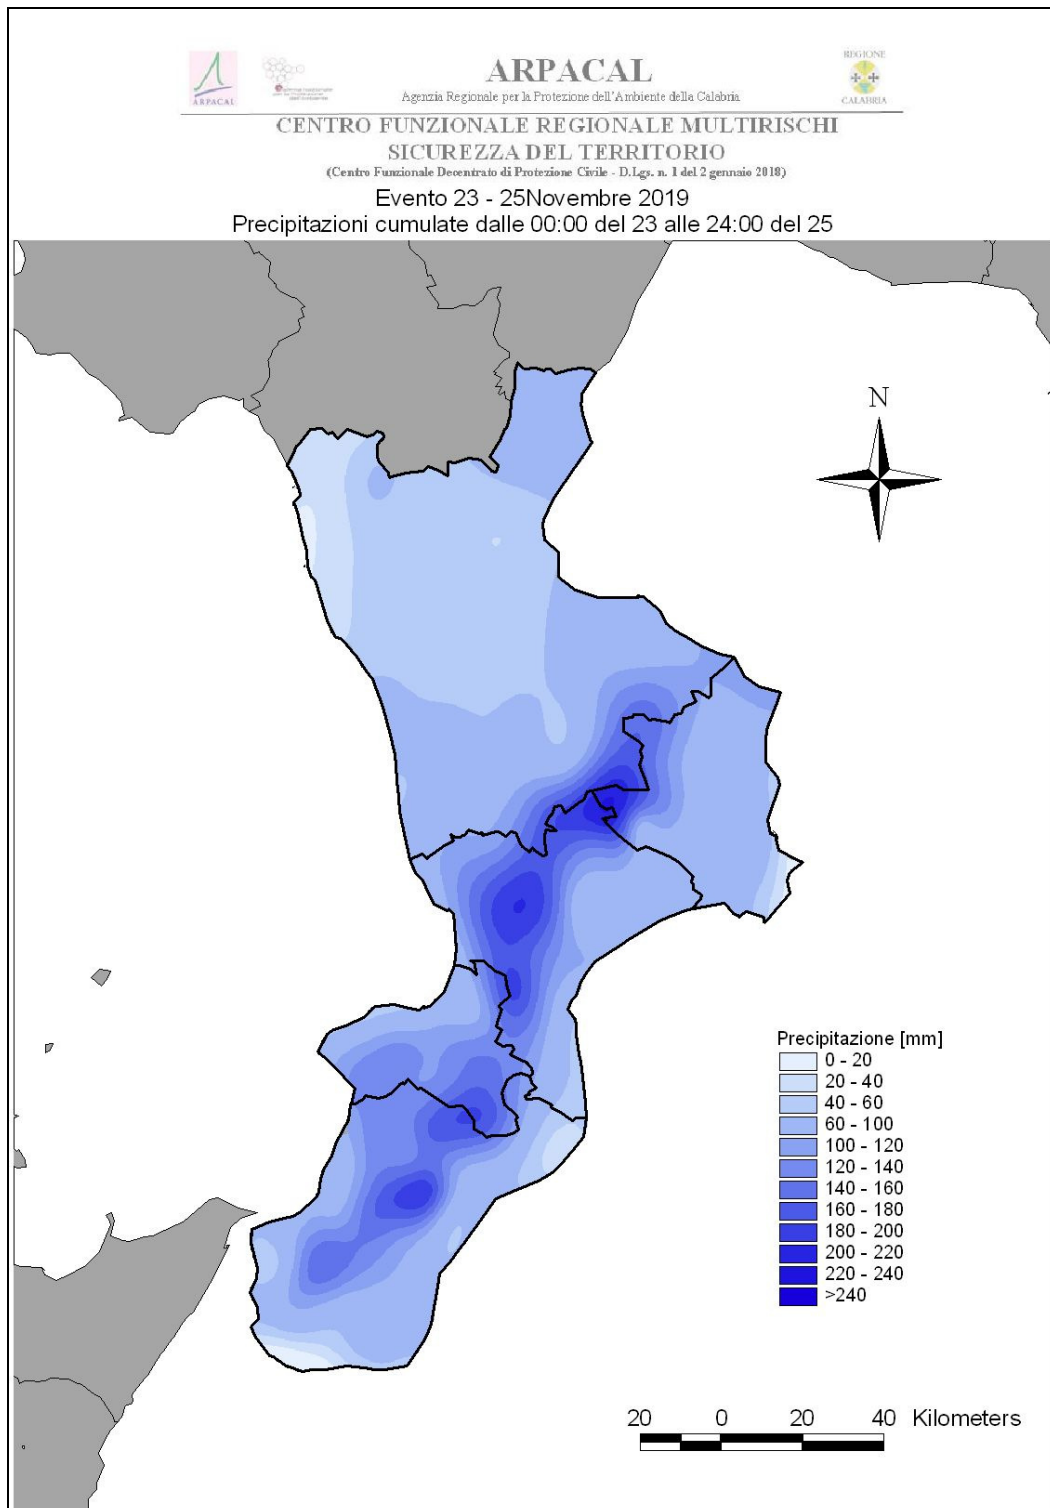 ARPACAL
ARPACAL
Agenzia Regionale per la Protezione dell'Ambiente della Calabria
REGIONE
CALABRIA
CENTRO FUNZIONALE REGIONALE MULTIRISCHI
SICUREZZA DEL TERRITORIO
(Centro Funzionale Decentrato di Protezione Civile - D.Lgs. n. 1 del 2 gennaio 2018)
Evento 23 - 25Novembre 2019
Precipitazioni cumulate dalle 00:00 del 23 alle 24:00 del 25
N
Precipitazione [mm]
0 - 20
20 - 40
40 - 60
60 - 100
100 - 120
120 - 140
140 - 160
160 - 180
180 - 200
200 - 220
220 - 240
>240
20 0 20 40 Kilometers